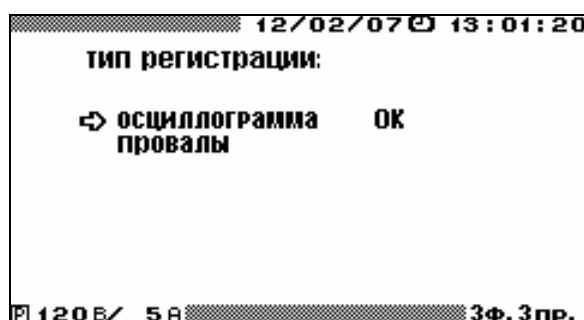 12/02/07 13:01:20
тип регистрации:
⇨ осциллограмма ОК
провалы
P 120В/ 5А 3ф.3пр.